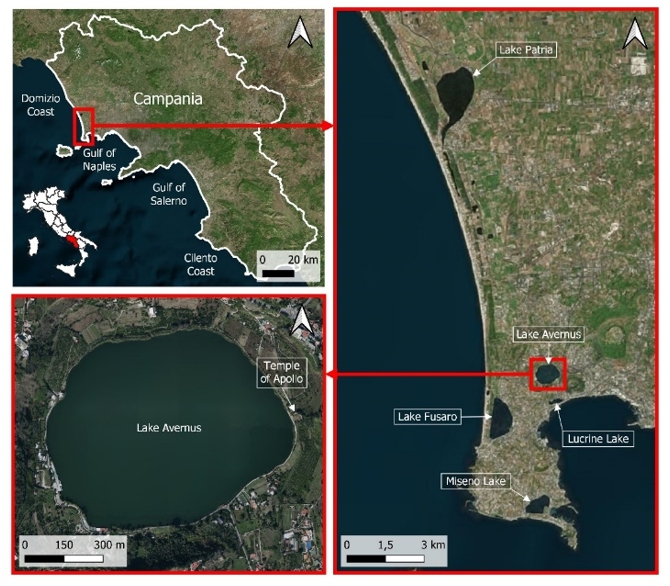 Domizio
Coast
Campania
Gulf of
Naples
Gulf of
Salerno
Cilento
Coast
0 20 km
Lake Patria
Lake Avernus
Lake Fusaro
Lucrine Lake
Miseno Lake
0 1,5 3 km
Temple
of Apollo
Lake Avernus
0 150 300 m